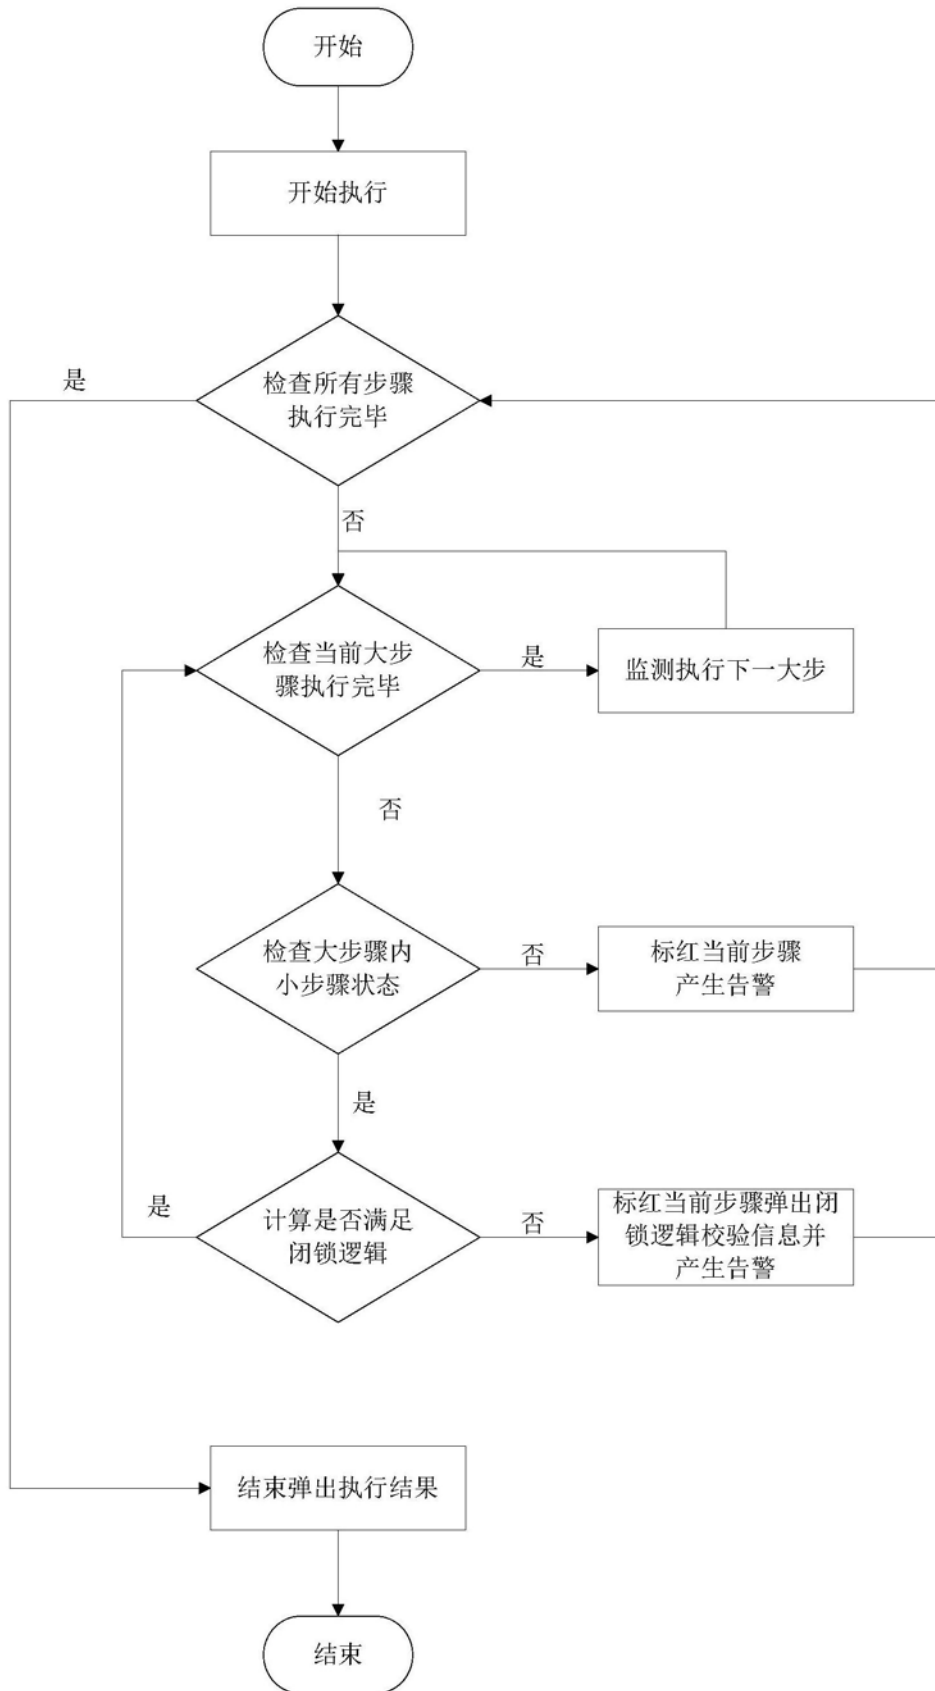 开始
开始执行
是
检查所有步骤
执行完毕
否
检查当前大步
骤执行完毕
是
监测执行下一大步
否
检查大步骤内
小步骤状态
否
标红当前步骤
产生告警
是
是
计算是否满足
闭锁逻辑
否
标红当前步骤弹出闭
锁逻辑校验信息并
产生告警
结束弹出执行结果
结束